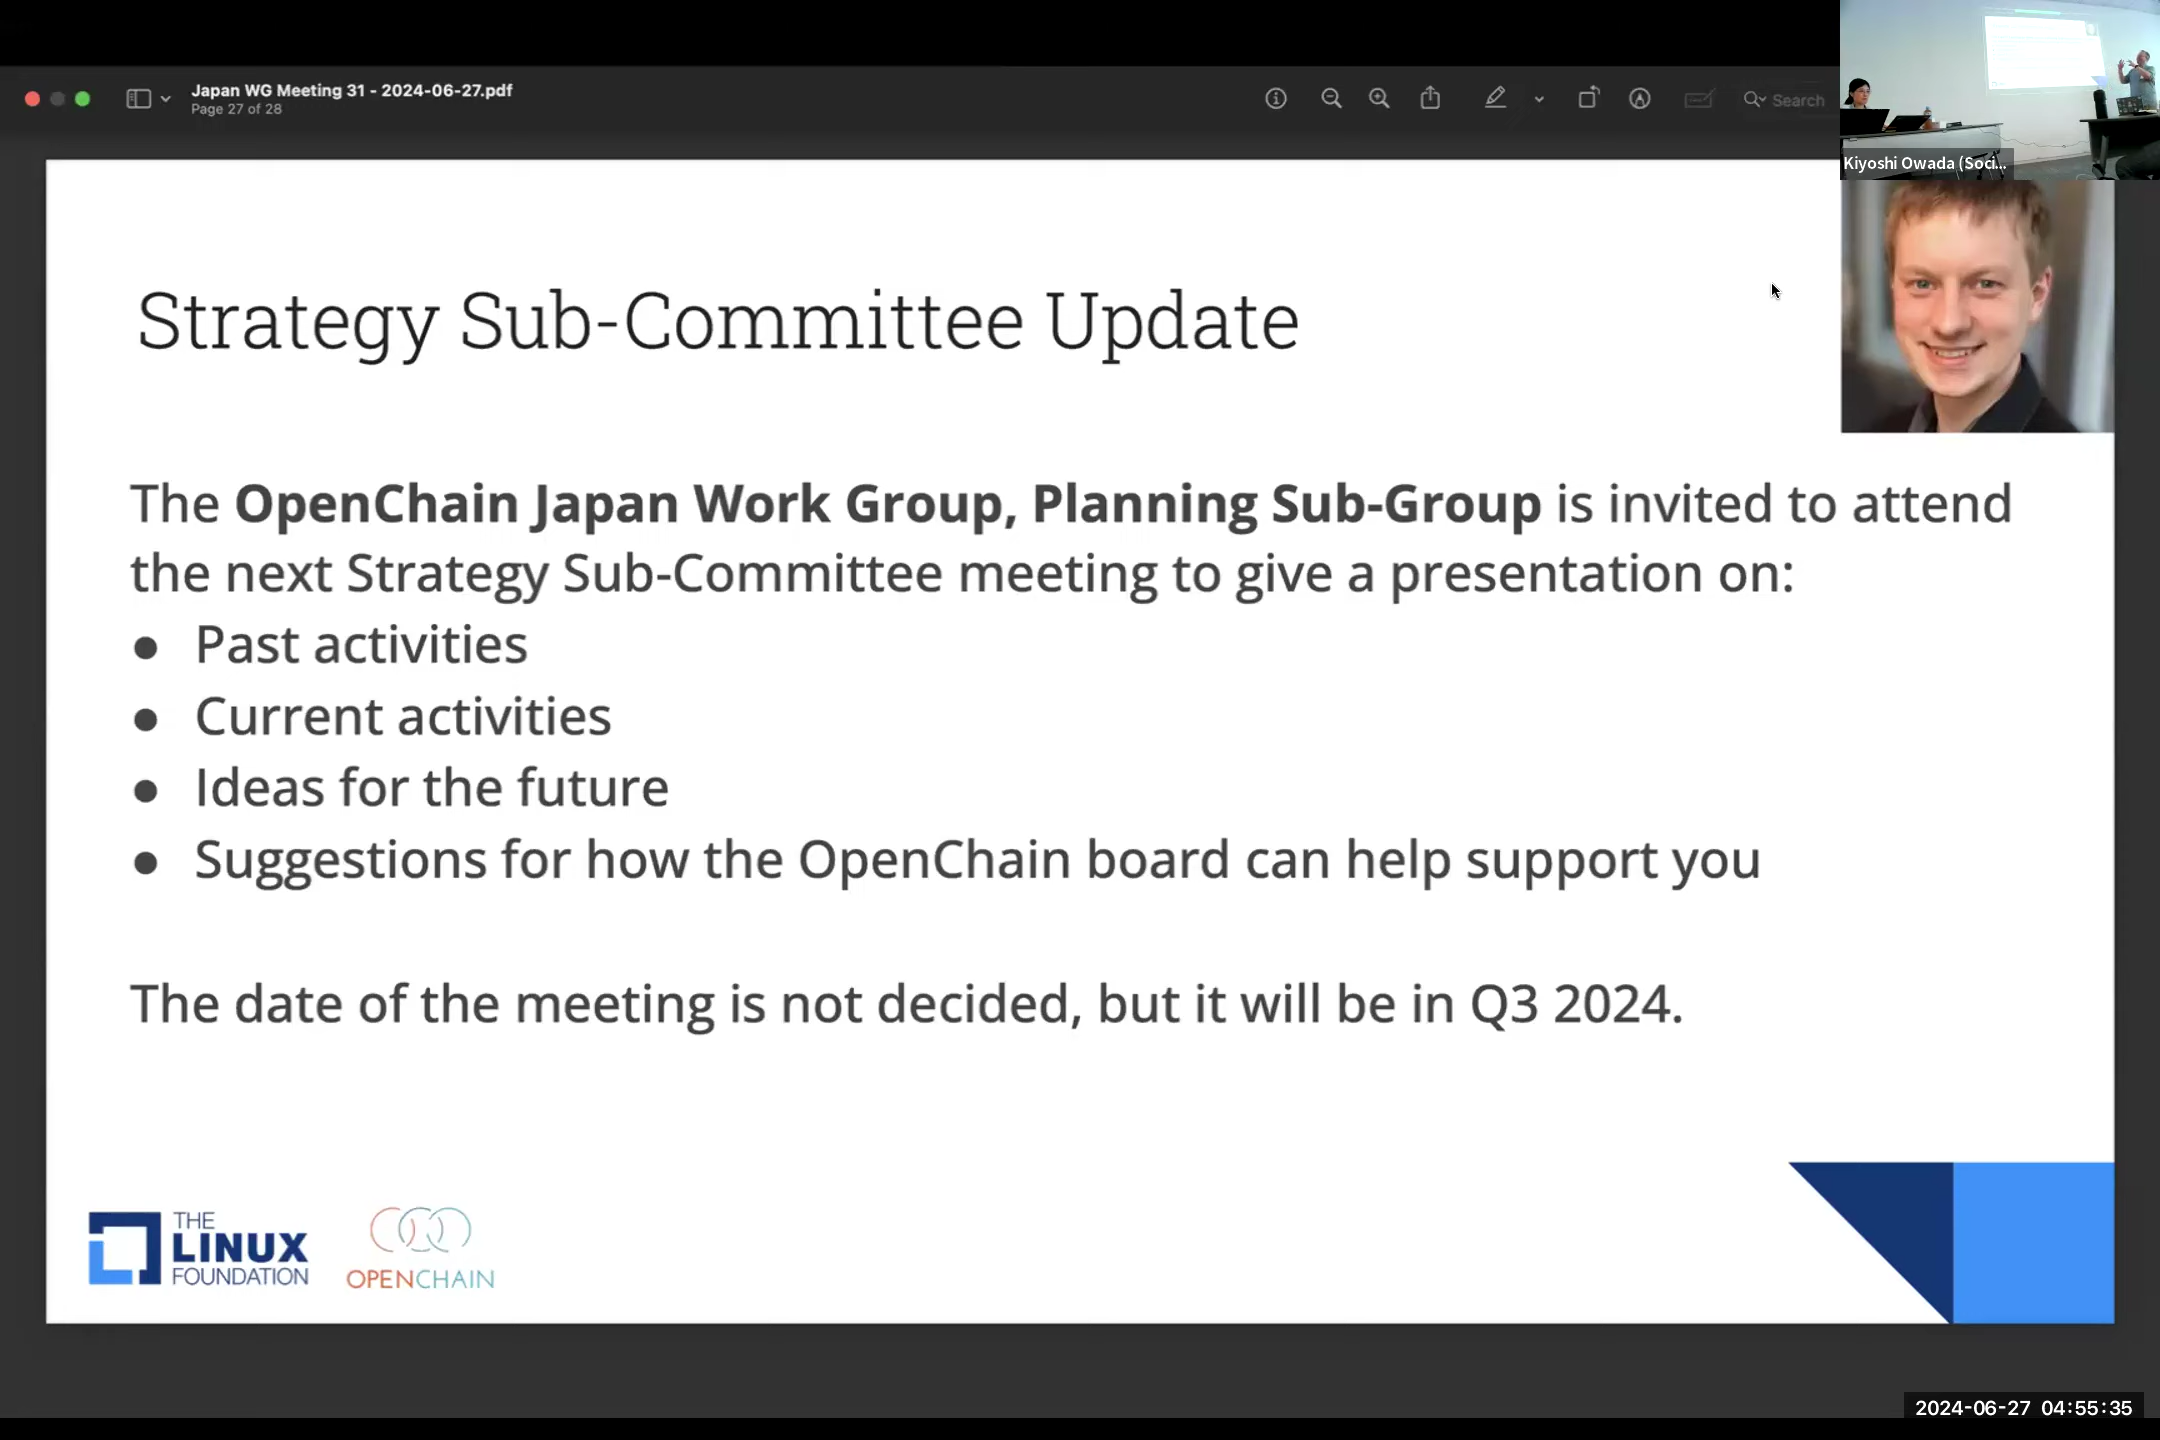 Japan WG Meeting 31 - 2024-06-27.pdf
Page 27 of 28
Search
Kiyoshi Owada (Soci...
Strategy Sub-Committee Update
The OpenChain Japan Work Group, Planning Sub-Group is invited to attend
the next Strategy Sub-Committee meeting to give a presentation on:
● Past activities
● Current activities
● Ideas for the future
● Suggestions for how the OpenChain board can help support you
The date of the meeting is not decided, but it will be in Q3 2024.
THE
LINUX
FOUNDATION
OPENCHAIN
2024-06-27 04:55:35